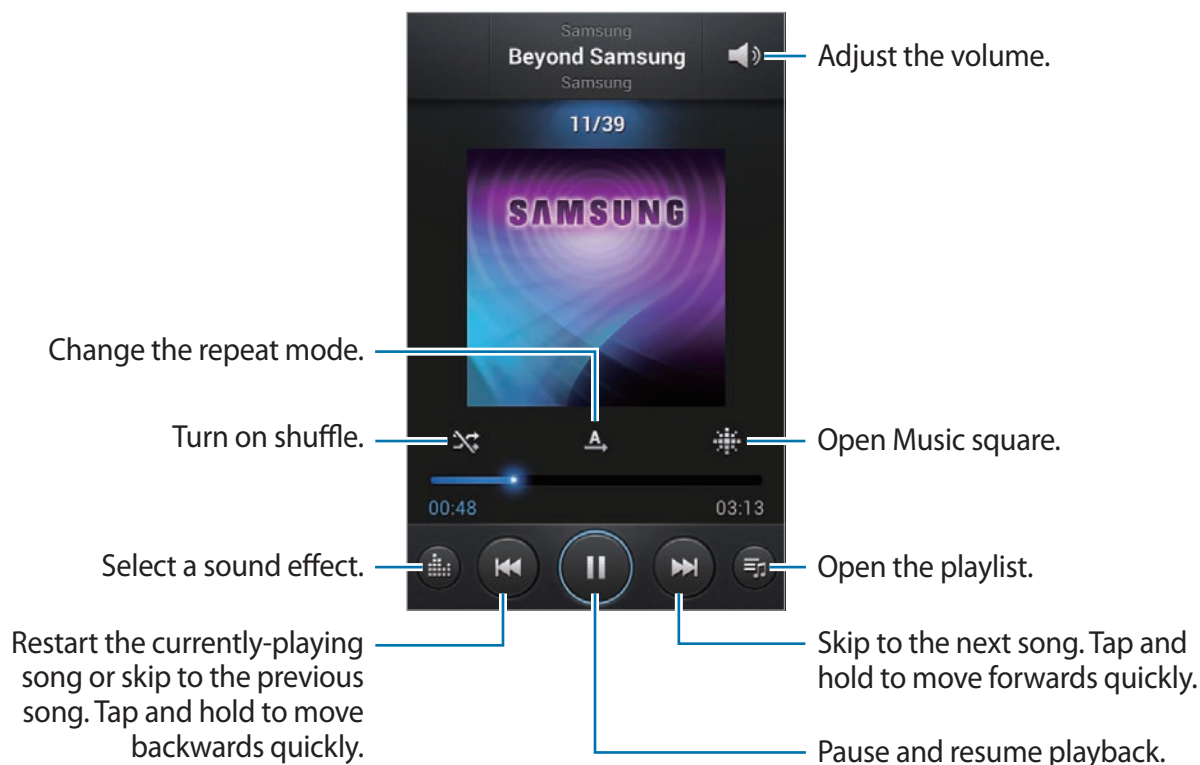 Samsung
Beyond Samsung
Samsung
Adjust the volume.
11/39
SAMSUNG
Change the repeat mode.
A
Turn on shuffle.
Open Music square.
00:48
03:13
Select a sound effect.
Open the playlist.
Restart the currently-playing
song or skip to the previous
song. Tap and hold to move
backwards quickly.
Skip to the next song. Tap and
hold to move forwards quickly.
Pause and resume playback.